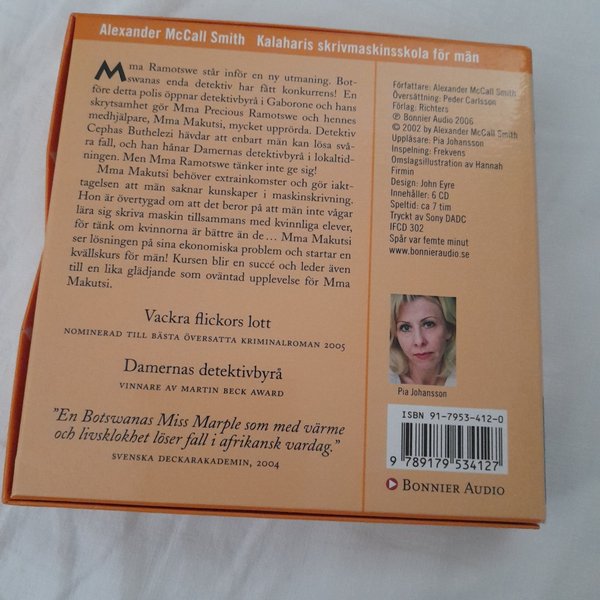 Alexander McCall Smith Kalaharis skrivmaskinsskola för män
Mma Ramotswe står inför en ny utmaning. Bot-
swanas enda detektiv har fått konkurrens! En
före detta polis öppnar detektivbyrå i Gaborone och hans
skrytsamhet gör Mma Precious Ramotswe och hennes
medhjälpare, Mma Makutsi, mycket upprörda. Detektiv
Cephas Buthelezi hävdar att enbart män kan lösa svå-
ra fall, och han hånar Damernas detektivbyrå i lokaltid-
ningen. Men Mma Ramotswe tänker inte ge sig!
Mma Makutsi behöver extrainkomster och gör iakt-
tagelsen att män saknar kunskaper i maskinskrivning.
Hon är övertygad om att det beror på att män inte vågar
lära sig skriva maskin tillsammans med kvinnliga elever,
för tänk om kvinnorna är bättre än de … Mma Makutsi
ser lösningen på sina ekonomiska problem och startar en
kvällskurs för män! Kursen blir en succé och leder även
till en lika glädjande som oväntad upplevelse för Mma
Makutsi.
Vackra flickors lott
NOMINERAD TILL BÄSTA ÖVERSATTA KRIMINALROMAN 2005
Damernas detektivbyrå
VINNARE AV MARTIN BECK AWARD
”En Botswanas Miss Marple som med värme
och livsklokhet löser fall i afrikansk vardag.”
SVENSKA DECKARAKADEMIN, 2004
Författare: Alexander McCall Smith
Översättning: Peder Carlsson
Förlag: Richters
℗ Bonnier Audio 2006
© 2002 by Alexander McCall Smith
Uppläsare: Pia Johansson
Inspelning: Frekvens
Omslagsillustration av Hannah
Firmin
Design: John Eyre
Innehåller: 6 CD
Speltid: ca 7 tim
Tryckt av Sony DADC
IFCD 302
Spår var femte minut
www.bonnieraudio.se
Pia Johansson
ISBN 91-7953-412-0
9 789179 534127
BONNIER AUDIO